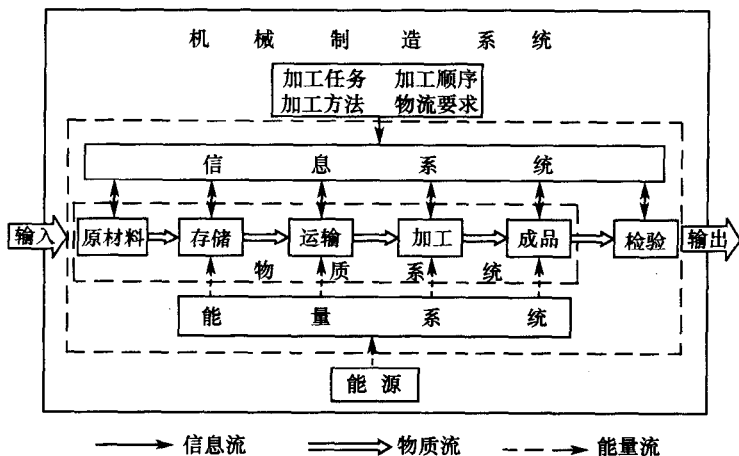 机械制造系统
加工任务 加工顺序
加工方法 物流要求
信息系统
输入 原材料 存储 运输 加工 成品 检验 输出
物质系统
能量系统
能源
信息流 物质流 能量流